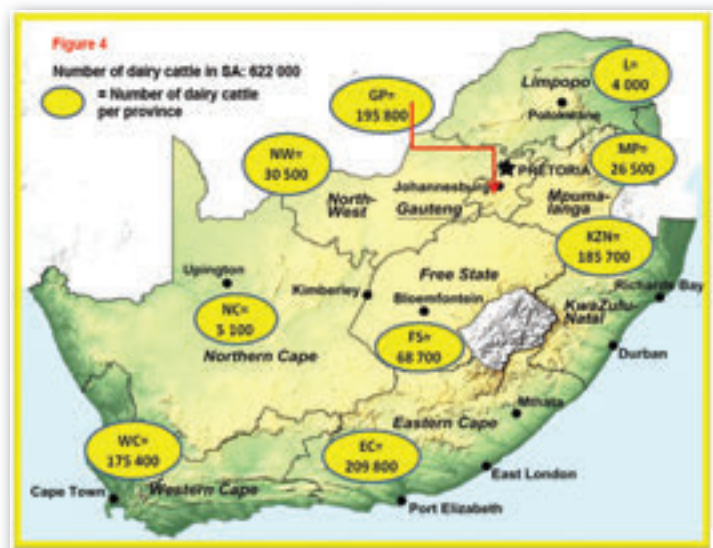 Figure 4
Number of dairy cattle in SA: 622 000
= Number of dairy cattle
per province
L=
4 000
GP=
195 800
Limpopo
Polokwane
NW=
30 500
MP=
26 500
PRETORIA
Johannesburg
North-
West
Gauteng
Mpuma-
langa
KZN=
185 700
Upington
Free State
Kimberley
Richards Bay
Bloemfontein
NC=
5 100
KwaZulu-
Natal
FS=
68 700
Northern Cape
Durban
Mthata
Eastern Cape
WC=
175 400
EC=
209 800
East London
Cape Town
Western Cape
Port Elizabeth